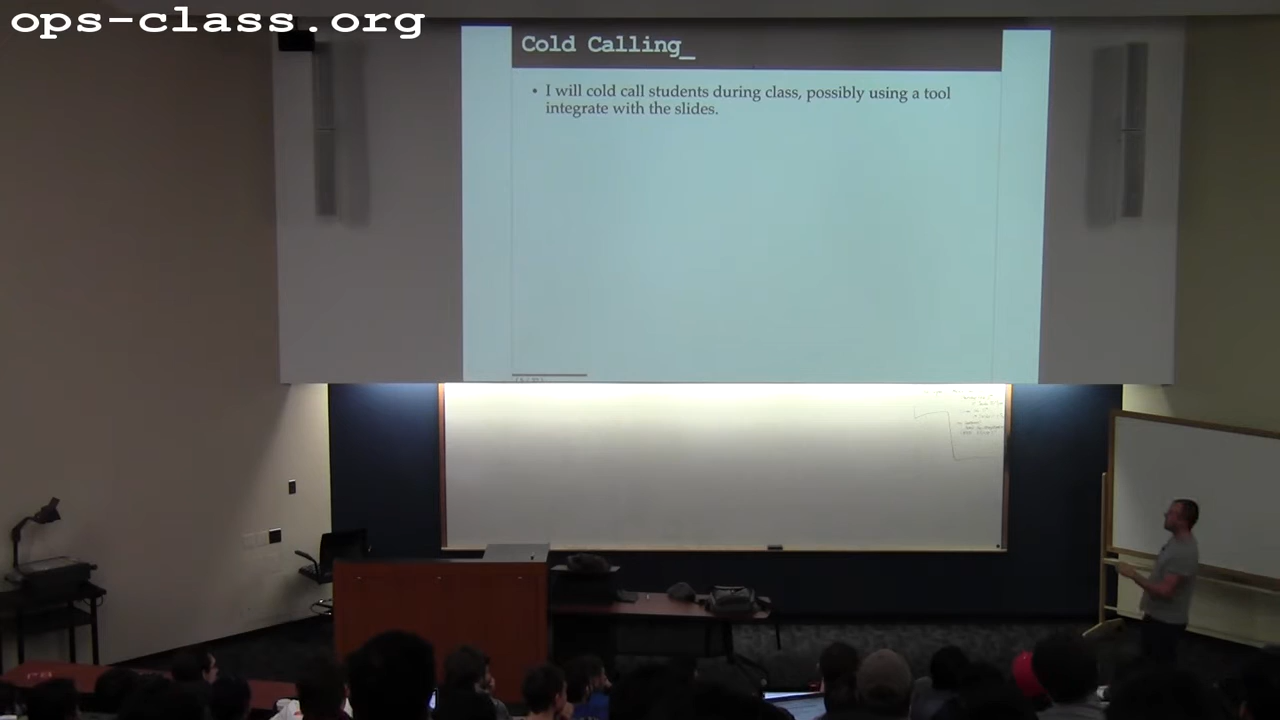 ops-class.org
Cold Calling_
• I will cold call students during class, possibly using a tool
integrate with the slides.